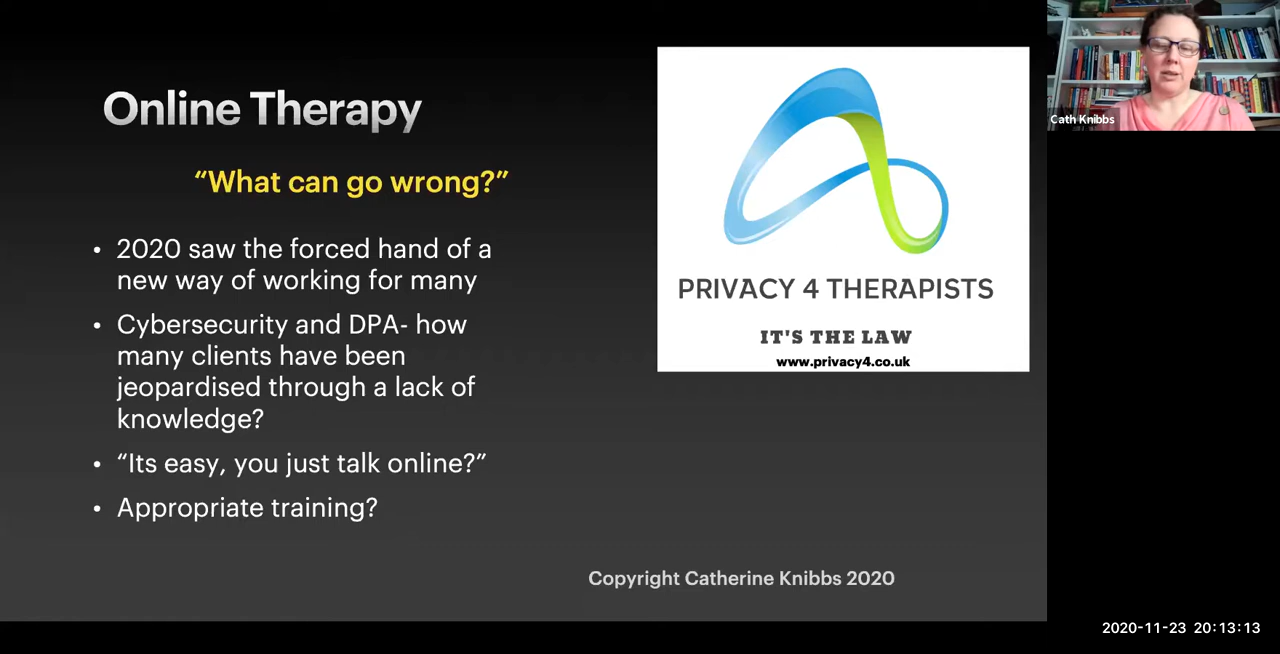 Online Therapy
“What can go wrong?”
• 2020 saw the forced hand of a
new way of working for many
• Cybersecurity and DPA- how
many clients have been
jeopardised through a lack of
knowledge?
• “Its easy, you just talk online?”
• Appropriate training?
PRIVACY 4 THERAPISTS
IT'S THE LAW
www.privacy4.co.uk
Copyright Catherine Knibbs 2020
Cath Knibbs
2020-11-23 20:13:13